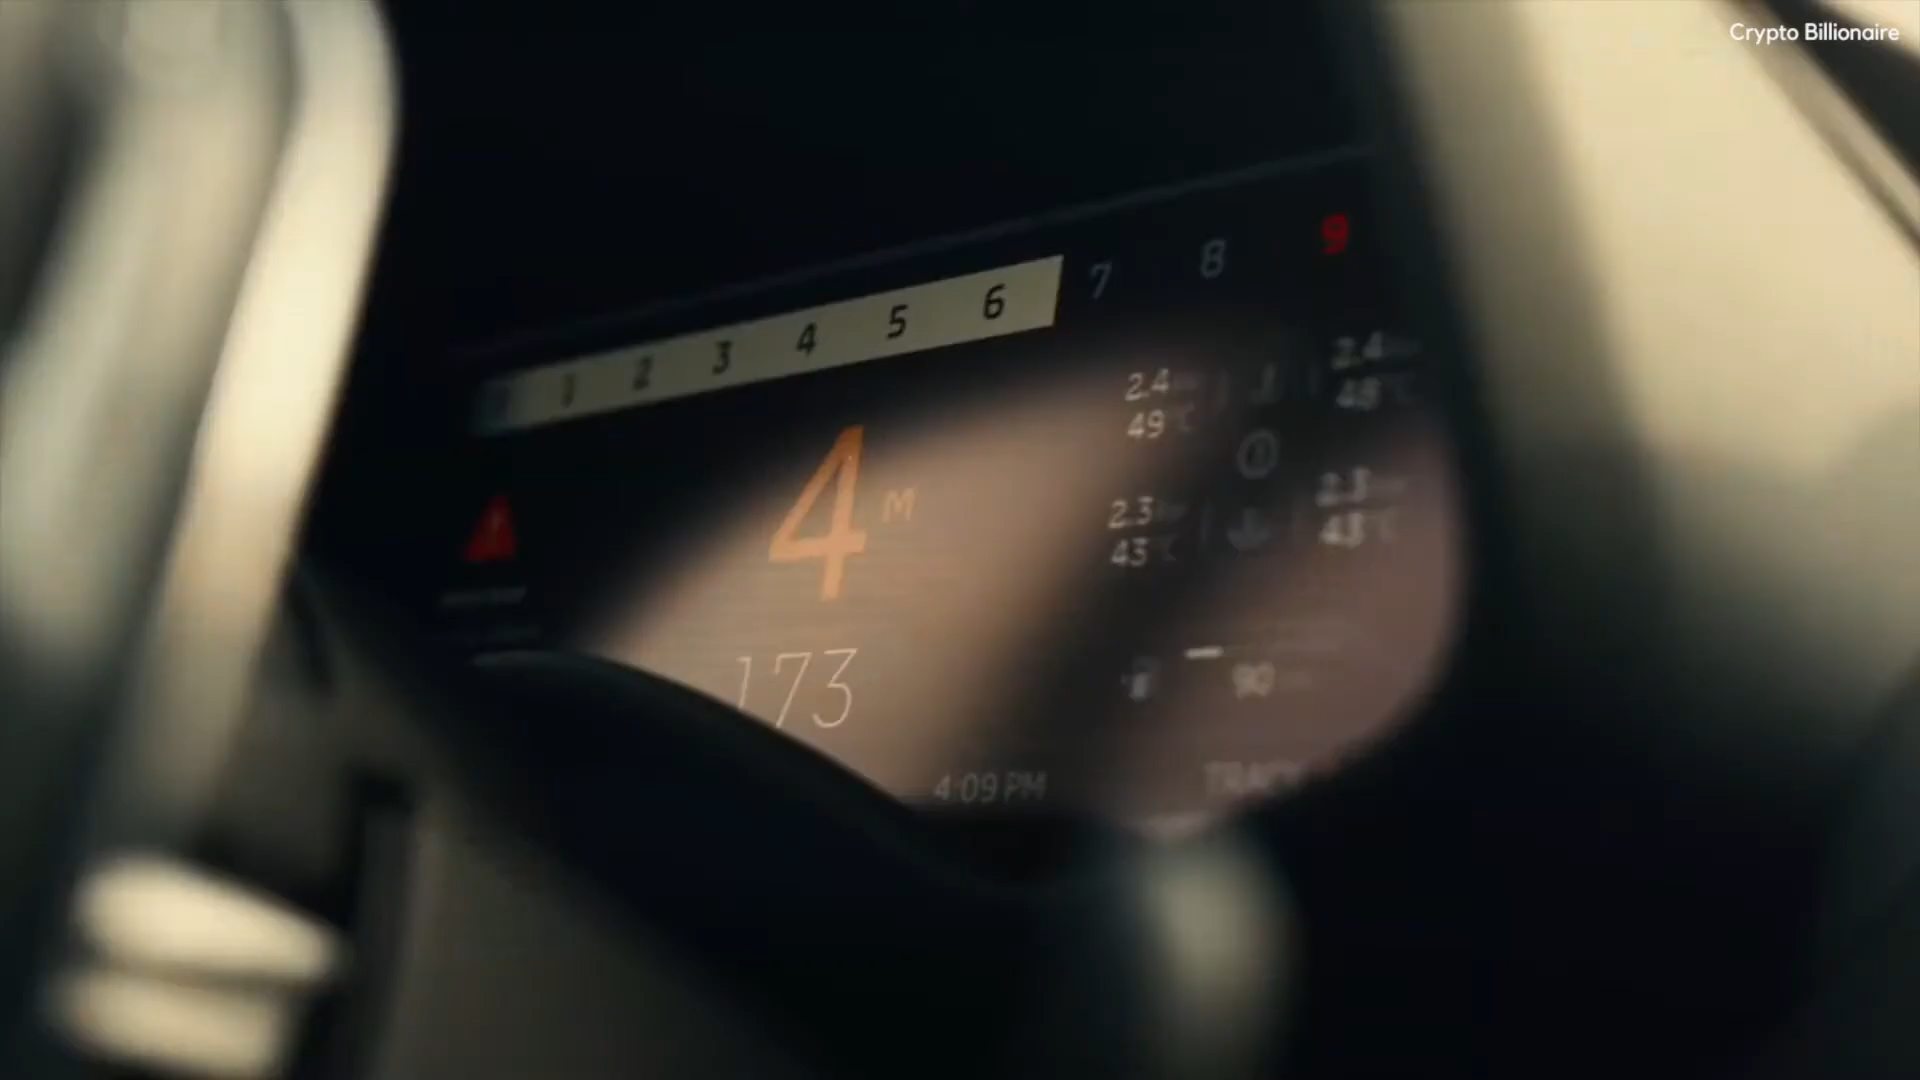 Crypto Billionaire
1 2 3 4 5 6 7 8 9
4 M
2.4 2.4
49 °C 48 °C
2.3 2.3
43 °C 43 °C
173
90
4:09 PM TRACK